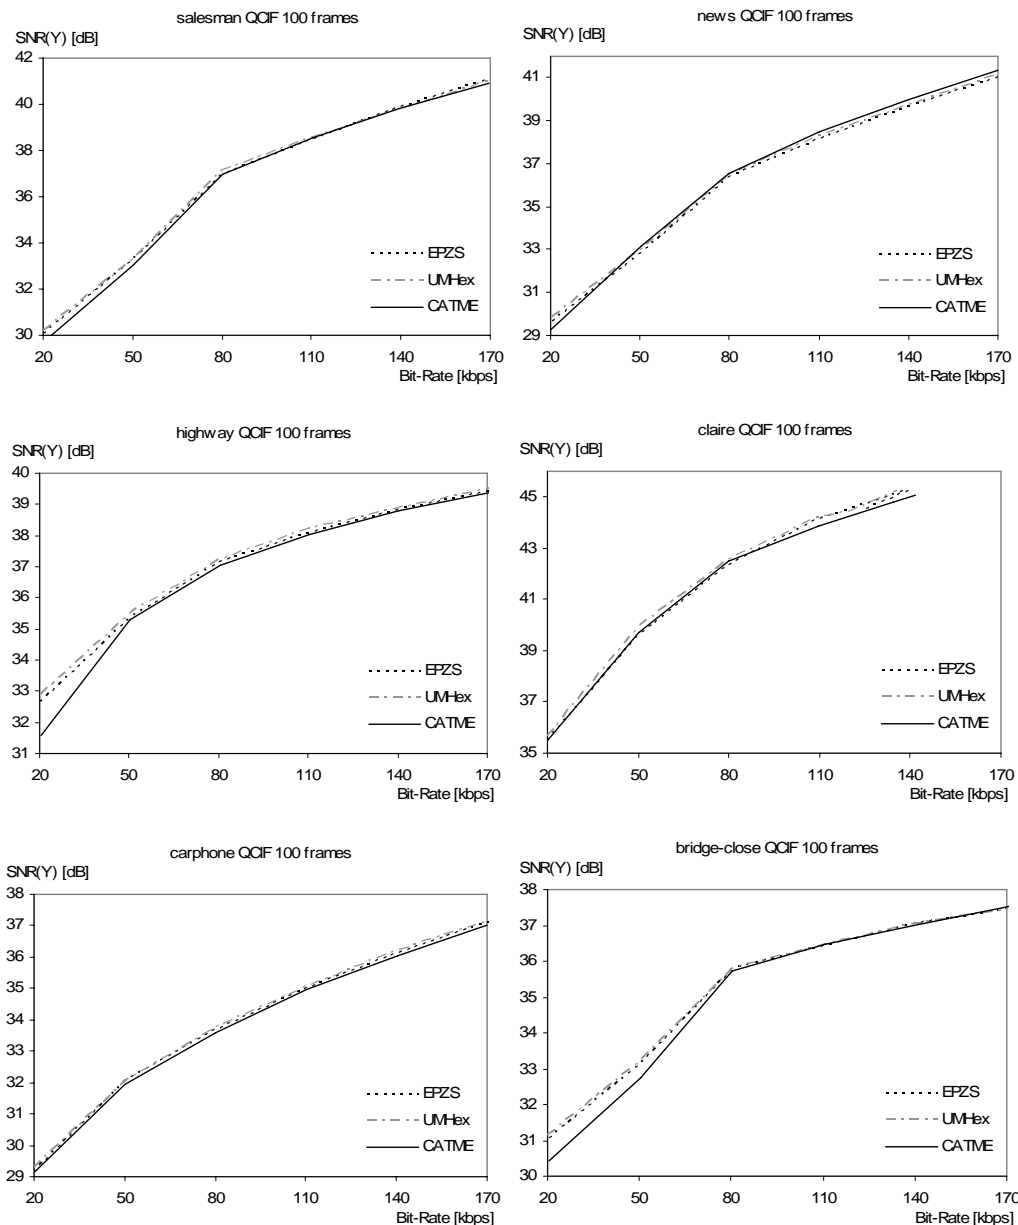 salesman QCIF 100 frames
SNR(Y) [dB]
42
40
38
36
34
32
30
EPZS
UMHex
CATME
20 50 80 110 140 170
Bit-Rate [kbps]
news QCIF 100 frames
SNR(Y) [dB]
41
39
37
35
33
31
29
EPZS
UMHex
CATME
20 50 80 110 140 170
Bit-Rate [kbps]
highway QCIF 100 frames
SNR(Y) [dB]
40
39
38
37
36
35
34
33
32
31
EPZS
UMHex
CATME
20 50 80 110 140 170
Bit-Rate [kbps]
claire QCIF 100 frames
SNR(Y) [dB]
45
43
41
39
37
35
EPZS
UMHex
CATME
20 50 80 110 140 170
Bit-Rate [kbps]
carphone QCIF 100 frames
SNR(Y) [dB]
38
37
36
35
34
33
32
31
30
29
EPZS
UMHex
CATME
20 50 80 110 140 170
Bit-Rate [kbps]
bridge-close QCIF 100 frames
SNR(Y) [dB]
38
37
36
35
34
33
32
31
30
EPZS
UMHex
CATME
20 50 80 110 140 170
Bit-Rate [kbps]